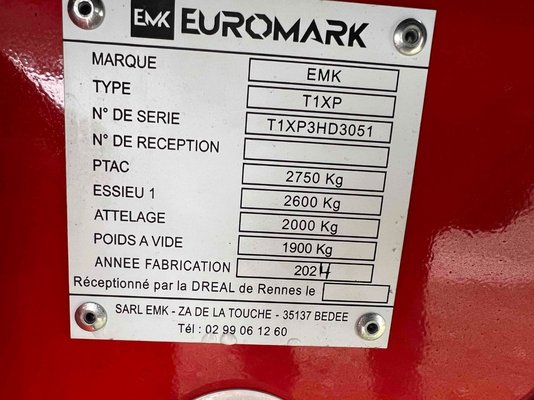 EMK EUROMARK
MARQUE EMK
TYPE T1XP
N° DE SERIE T1XP3HD3051
N° DE RECEPTION
PTAC 2750 Kg
ESSIEU 1 2600 Kg
ATTELAGE 2000 Kg
POIDS A VIDE 1900 Kg
ANNEE FABRICATION 2024
Réceptionné par la DREAL de Rennes le
SARL EMK - ZA DE LA TOUCHE - 35137 BEDEE
Tél : 02 99 06 12 60